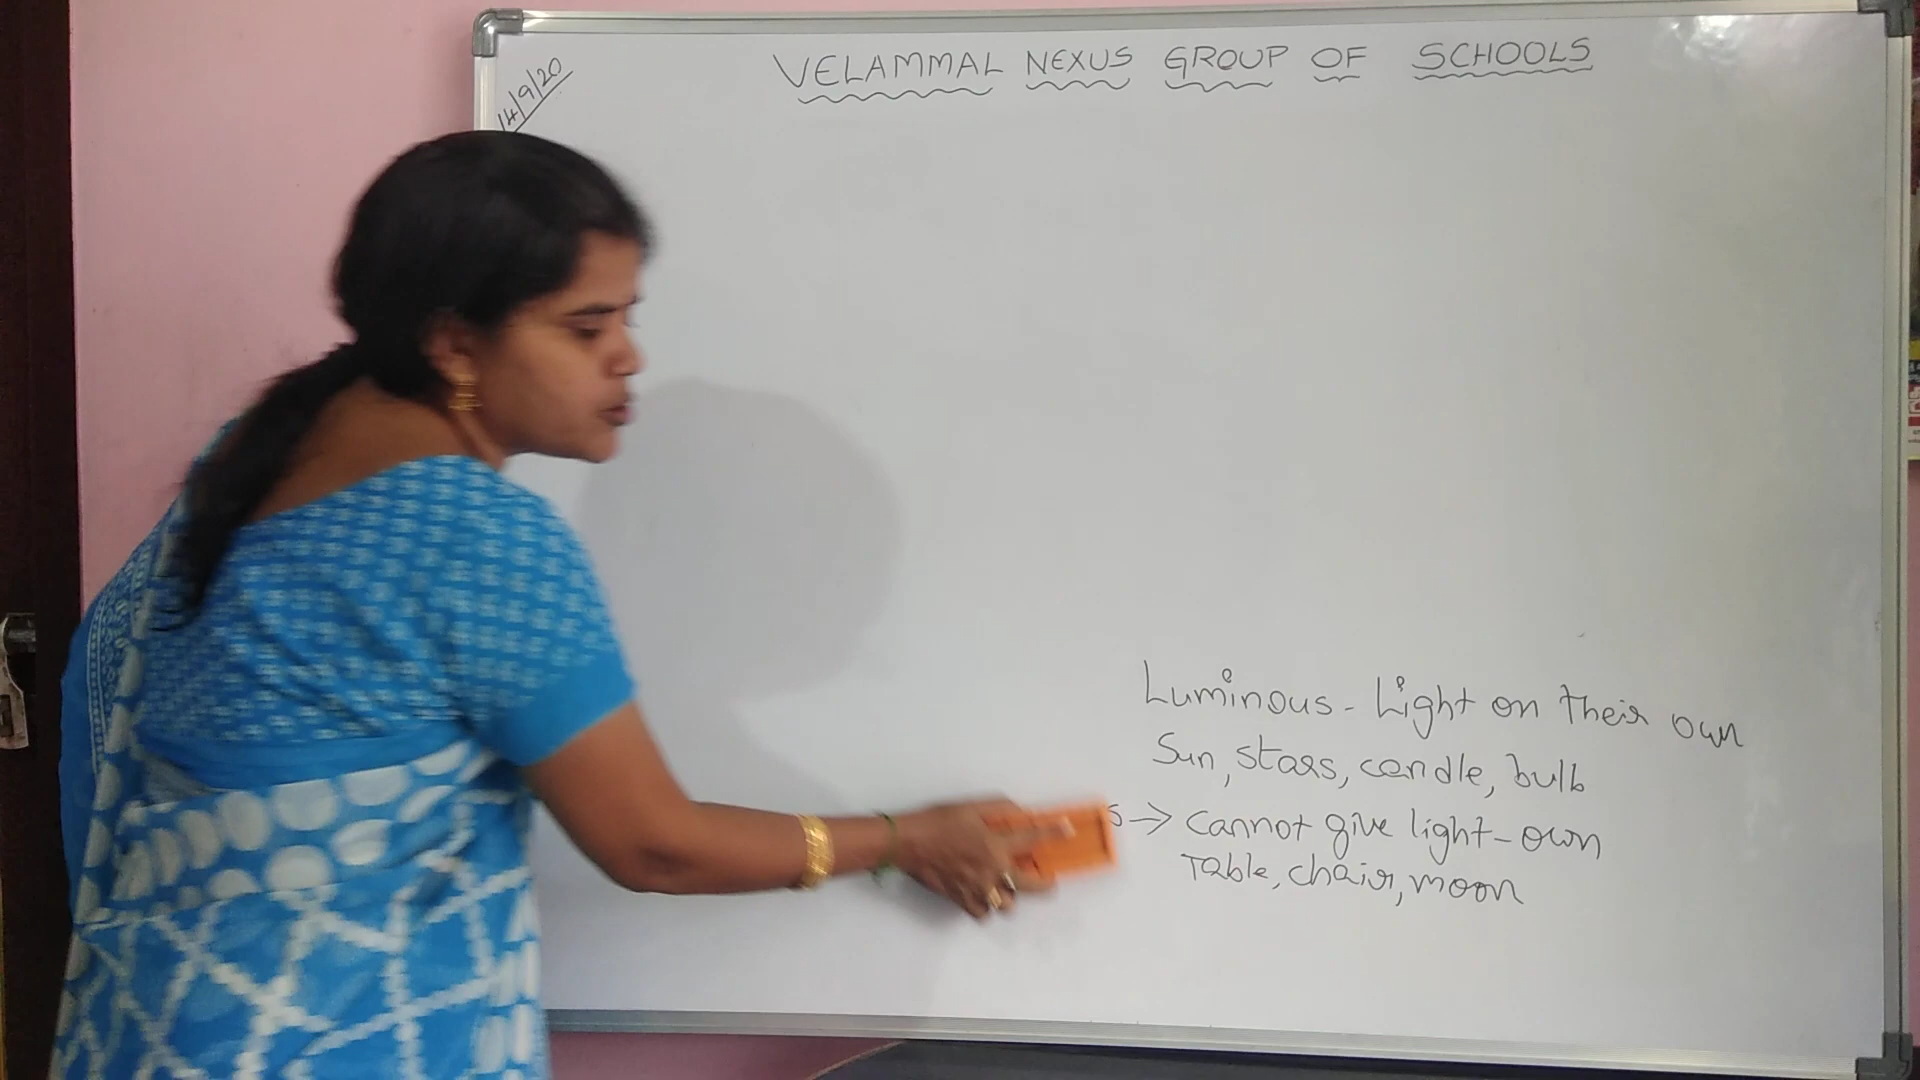 14/9/20
VELAMMAL NEXUS GROUP OF SCHOOLS
Luminous - Light on their own
Sun, stars, candle, bulb
s → cannot give light - own
Table, chair, moon